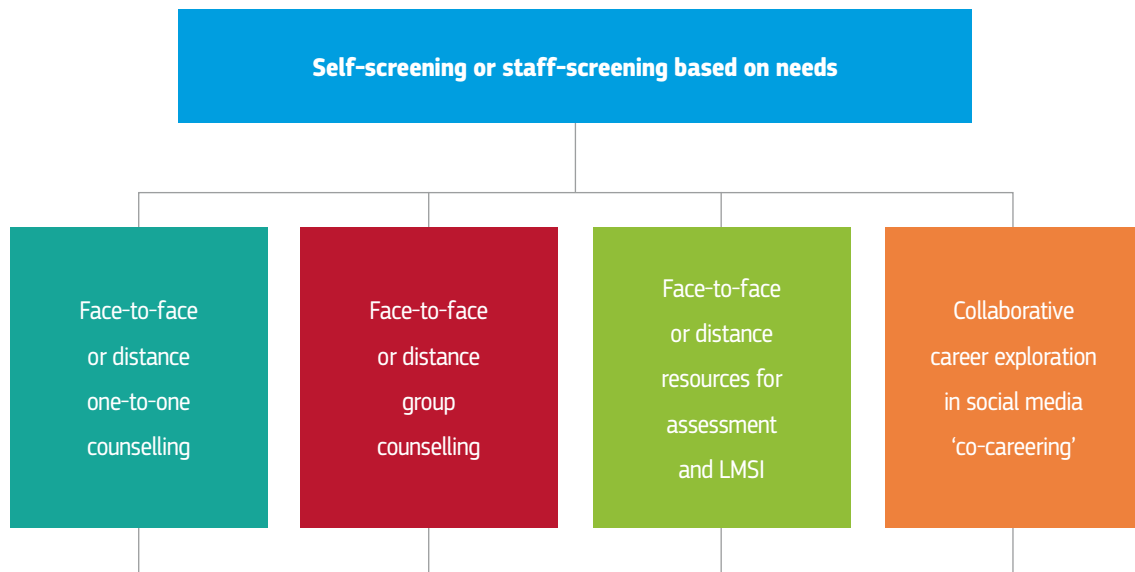 Self-screening or staff-screening based on needs
Face-to-face
or distance
one-to-one
counselling
Face-to-face
or distance
group
counselling
Face-to-face
or distance
resources for
assessment
and LMSI
Collaborative
career exploration
in social media
‘co-careering’